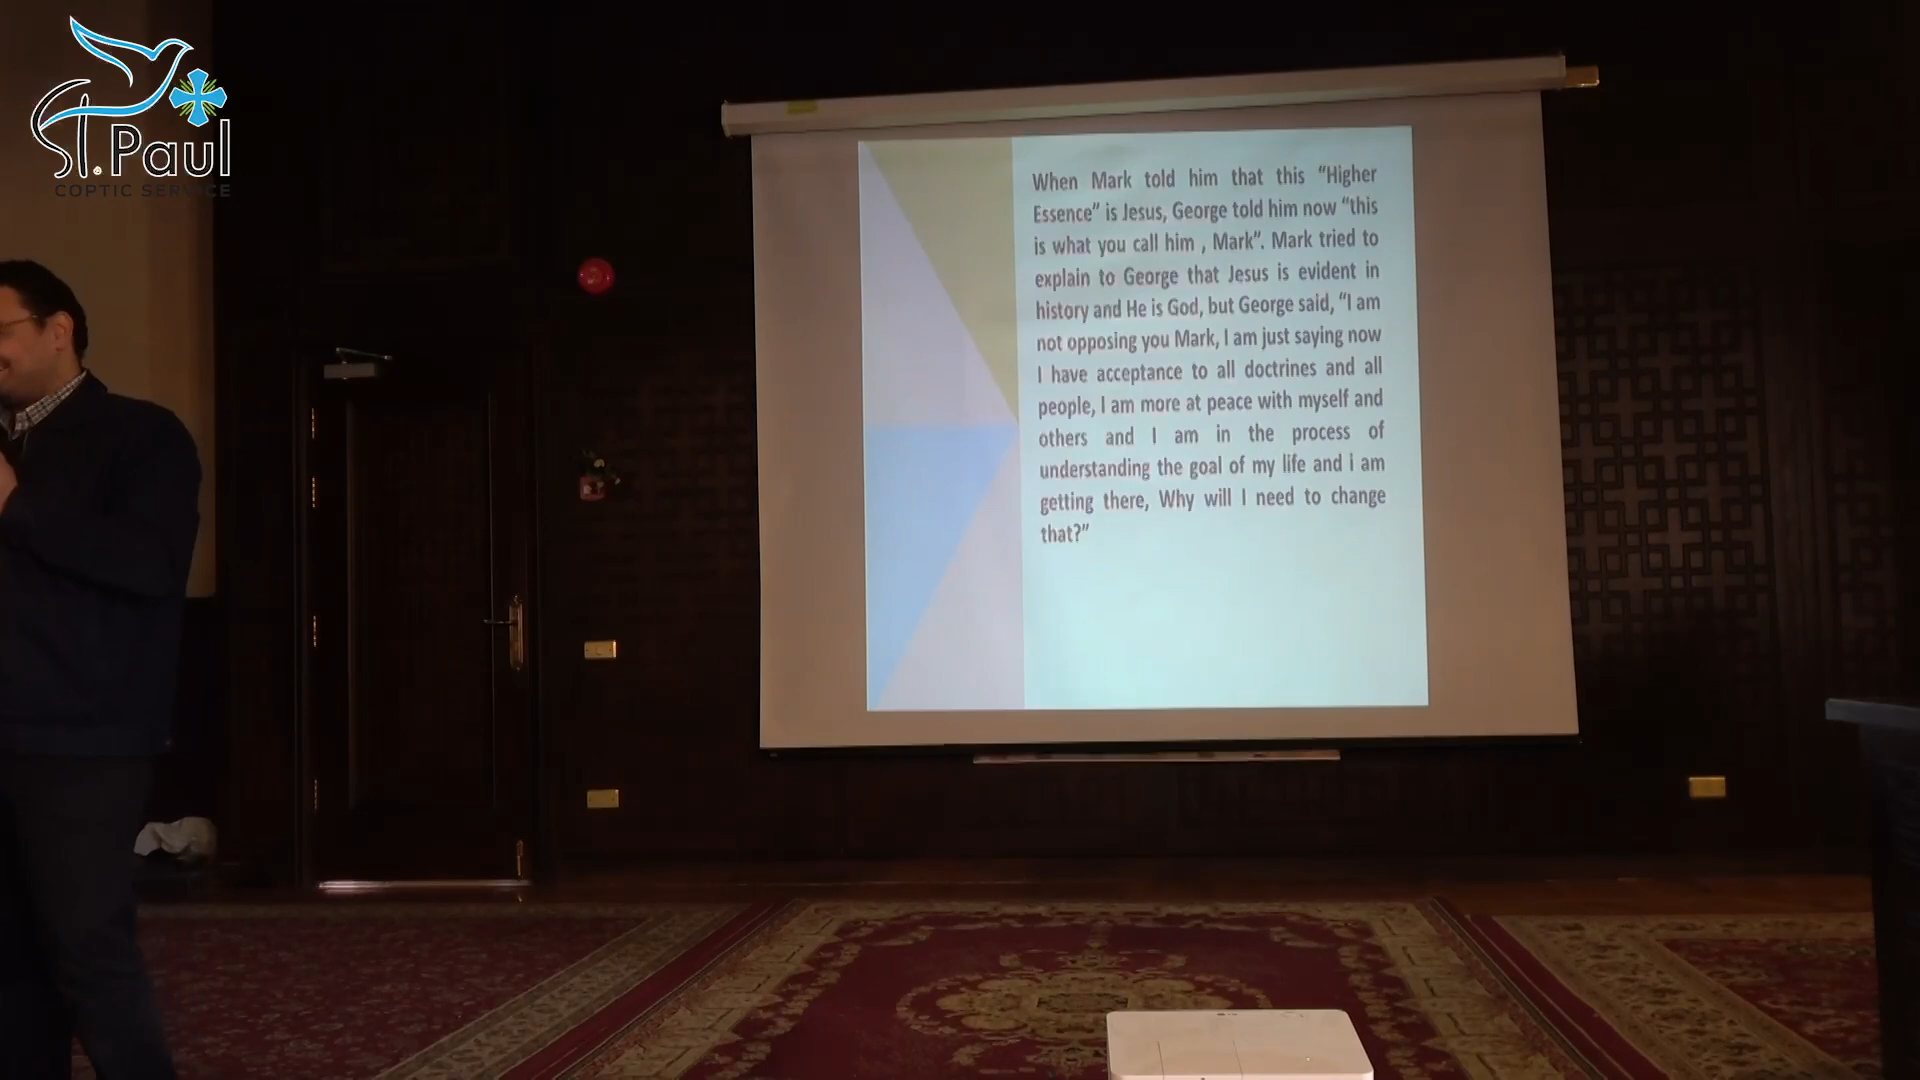 St. Paul
COPTIC SERVICE
When Mark told him that this “Higher
Essence” is Jesus, George told him now “this
is what you call him , Mark”. Mark tried to
explain to George that Jesus is evident in
history and He is God, but George said, “I am
not opposing you Mark, I am just saying now
I have acceptance to all doctrines and all
people, I am more at peace with myself and
others and I am in the process of
understanding the goal of my life and i am
getting there, Why will I need to change
that?”